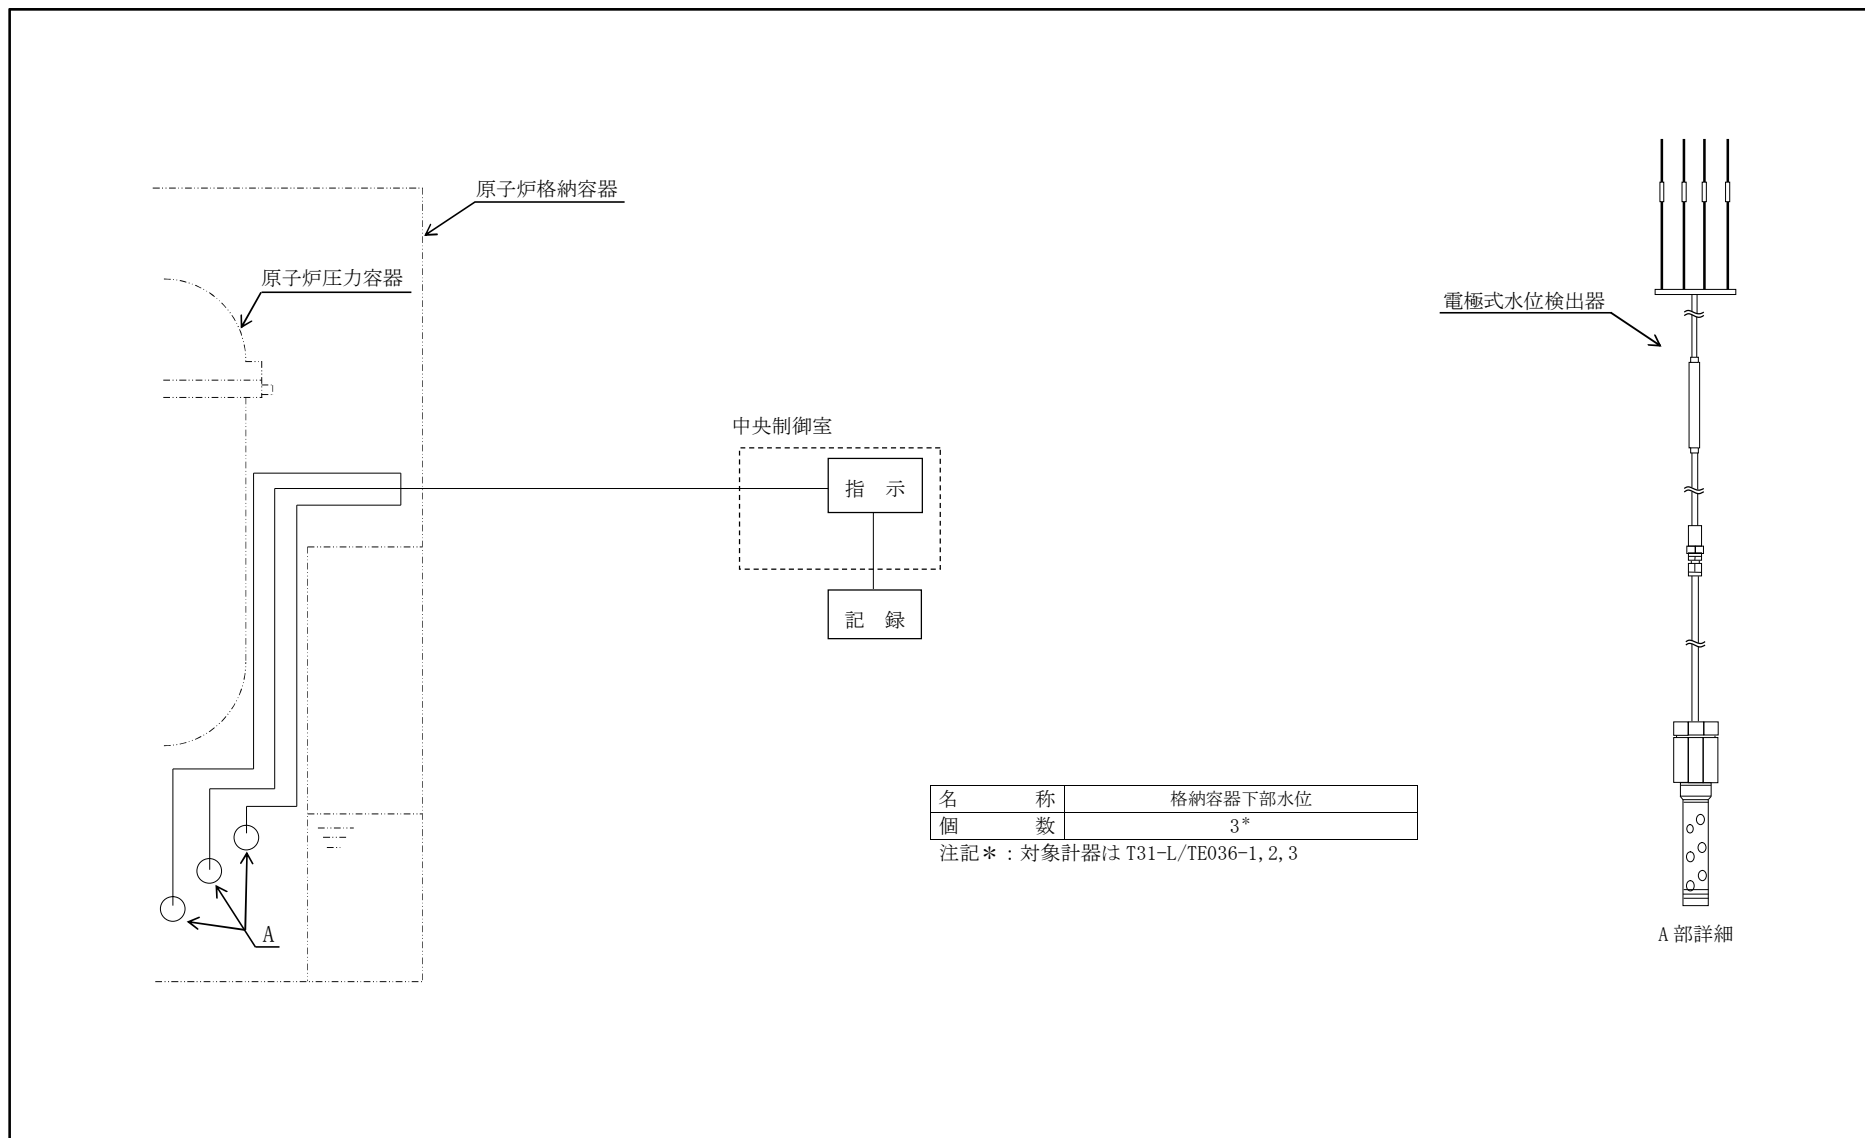 原子炉格納容器
原子炉圧力容器
電極式水位検出器
中央制御室
指 示
記 録
名 称 格納容器下部水位
個 数 3*
注記*:対象計器は T31-L/TE036-1,2,3
A
A 部詳細